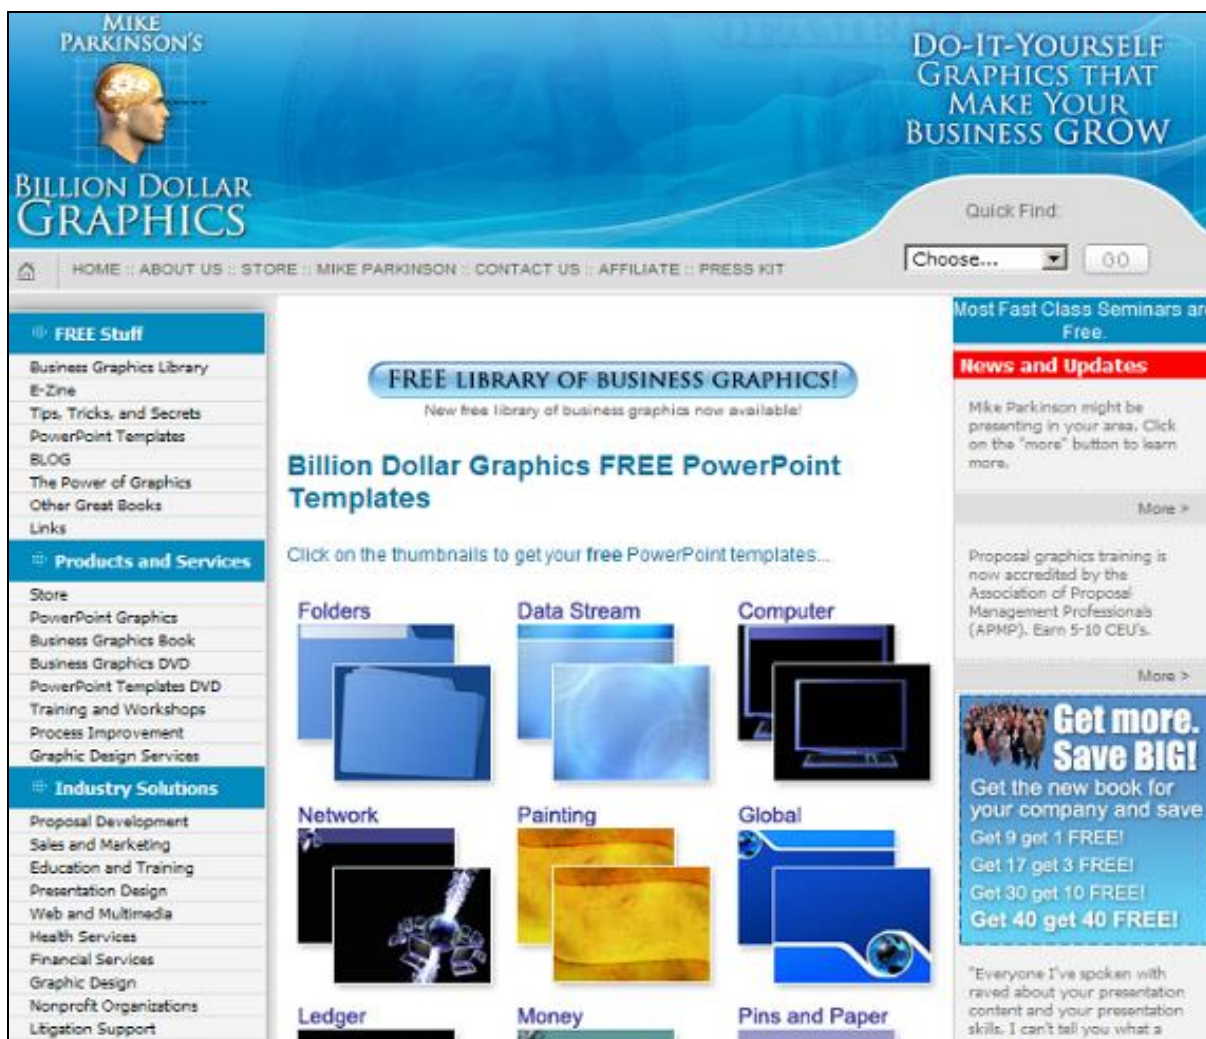 MIKE
PARKINSON'S
BILLION DOLLAR
GRAPHICS
DO-IT-YOURSELF
GRAPHICS THAT
MAKE YOUR
BUSINESS GROW
Quick Find:
Choose...
GO
HOME :: ABOUT US :: STORE :: MIKE PARKINSON :: CONTACT US :: AFFILIATE :: PRESS KIT
FREE Stuff
Business Graphics Library
E-Zine
Tips, Tricks, and Secrets
PowerPoint Templates
BLOG
The Power of Graphics
Other Great Books
Links
Products and Services
Store
PowerPoint Graphics
Business Graphics Book
Business Graphics DVD
PowerPoint Templates DVD
Training and Workshops
Process Improvement
Graphic Design Services
Industry Solutions
Proposal Development
Sales and Marketing
Education and Training
Presentation Design
Web and Multimedia
Health Services
Financial Services
Graphic Design
Nonprofit Organizations
Litigation Support
FREE LIBRARY OF BUSINESS GRAPHICS!
New free library of business graphics now available!
Billion Dollar Graphics FREE PowerPoint
Templates
Click on the thumbnails to get your free PowerPoint templates...
Folders
Data Stream
Computer
Network
Painting
Global
Ledger
Money
Pins and Paper
Most Fast Class Seminars are
Free.
News and Updates
Mike Parkinson might be
presenting in your area. Click
on the "more" button to learn
more.
More >
Proposal graphics training is
now accredited by the
Association of Proposal
Management Professionals
(APMP). Earn 5-10 CEU's.
More >
Get more.
Save BIG!
Get the new book for
your company and save
Get 9 get 1 FREE!
Get 17 get 3 FREE!
Get 30 get 10 FREE!
Get 40 get 40 FREE!
"Everyone I've spoken with
raved about your presentation
content and your presentation
skills. I can't tell you what a